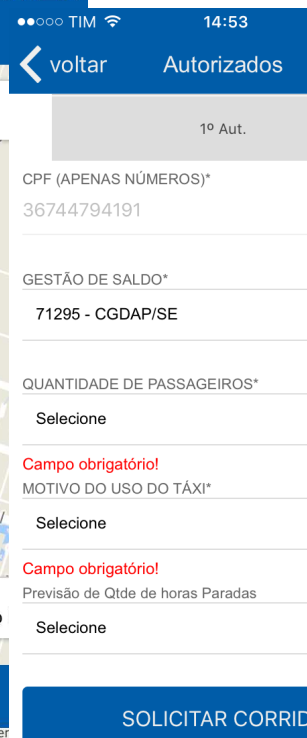 TIM 14:53
voltar Autorizados
1º Aut.
CPF (APENAS NÚMEROS)*
36744794191
GESTÃO DE SALDO*
71295 - CGDAP/SE
QUANTIDADE DE PASSAGEIROS*
Selecione
Campo obrigatório!
MOTIVO DO USO DO TÁXI*
Selecione
Campo obrigatório!
Previsão de Qtde de horas Paradas
Selecione
SOLICITAR CORRID